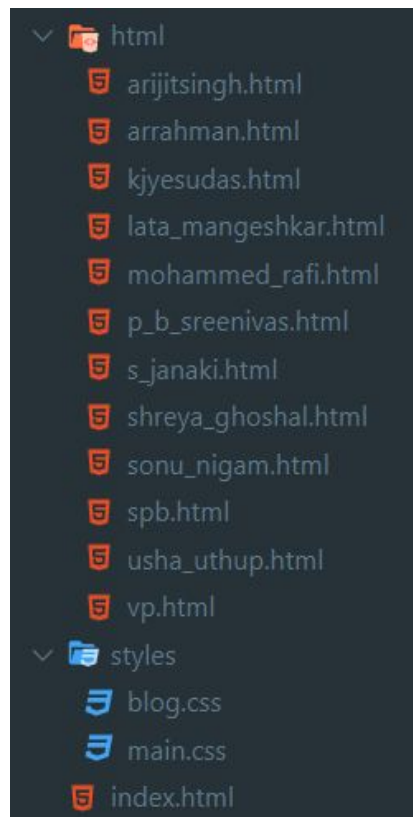 html
arijitsingh.html
arrahman.html
kjyesudas.html
lata_mangeshkar.html
mohammed_rafi.html
p_b_sreenivas.html
s_janaki.html
shreya_ghoshal.html
sonu_nigam.html
spb.html
usha_uthup.html
vp.html
styles
blog.css
main.css
index.html